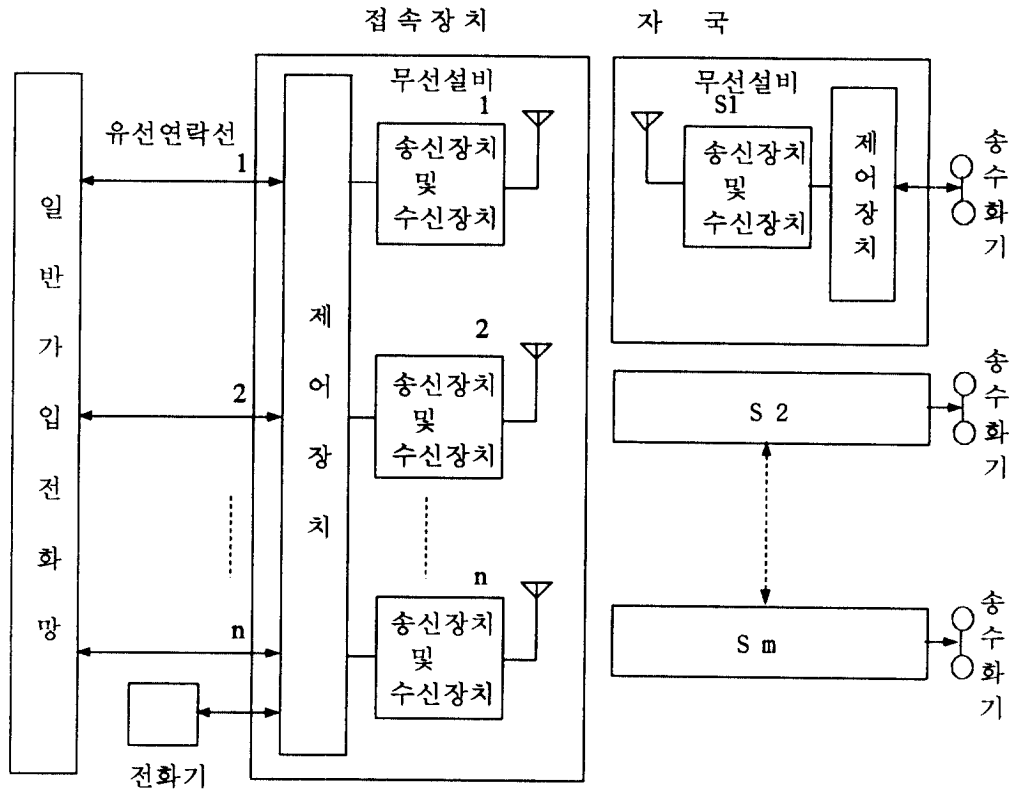 접속장치
자 국
일반가입전화망
유선연락선
1
2
n
전화기
제어장치
무선설비
1
송신장치
및
수신장치
2
송신장치
및
수신장치
n
송신장치
및
수신장치
무선설비
S1
송신장치
및
수신장치
제어장치
송수화기
S 2
송수화기
S m
송수화기